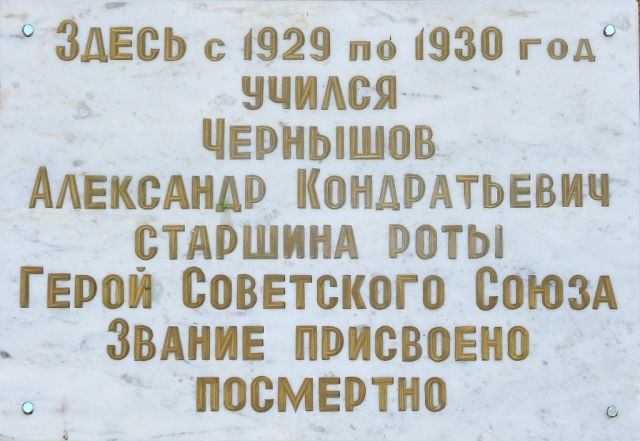 Здесь с 1929 по 1930 год
учился
Чернышов
Александр Кондратьевич
старшина роты
Герой Советского Союза
Звание присвоено
посмертно